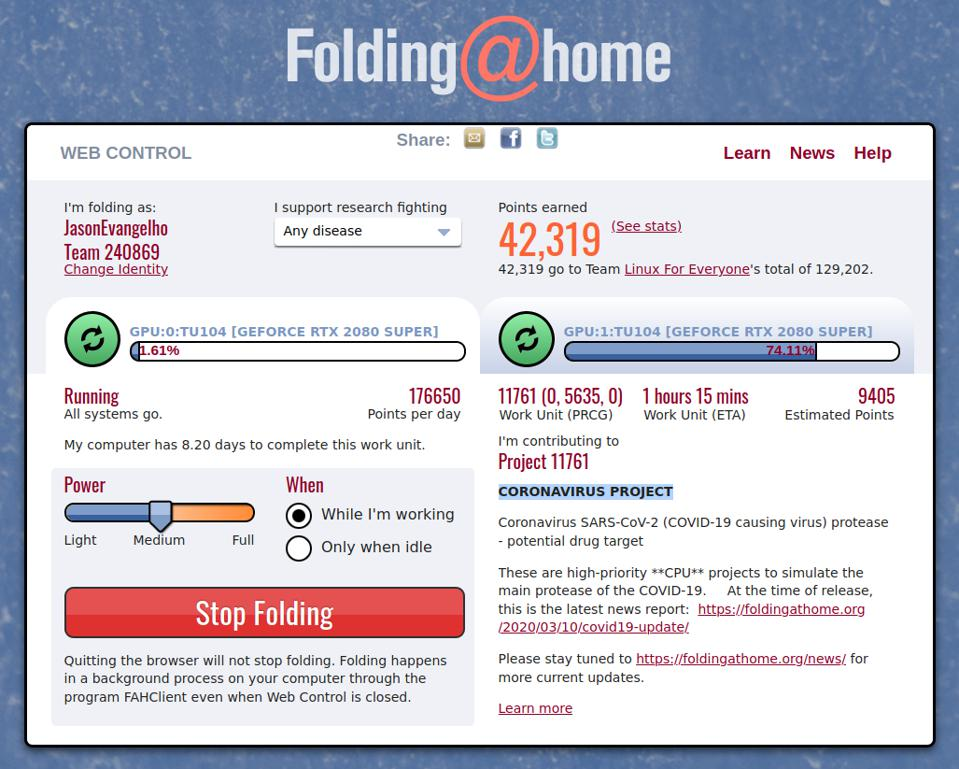 Folding@home
WEB CONTROL
Share:
Learn News Help
I'm folding as:
JasonEvangelho
Team 240869
Change Identity
I support research fighting
Any disease
Points earned
42,319 (See stats)
42,319 go to Team Linux For Everyone's total of 129,202.
GPU:0:TU104 [GEFORCE RTX 2080 SUPER]
1.61%
GPU:1:TU104 [GEFORCE RTX 2080 SUPER]
74.11%
Running 176650
All systems go. Points per day
My computer has 8.20 days to complete this work unit.
Power
Light Medium Full
When
While I'm working
Only when idle
Stop Folding
Quitting the browser will not stop folding. Folding happens
in a background process on your computer through the
program FAHClient even when Web Control is closed.
11761 (0, 5635, 0) 1 hours 15 mins 9405
Work Unit (PRCG) Work Unit (ETA) Estimated Points
I'm contributing to
Project 11761
CORONAVIRUS PROJECT
Coronavirus SARS-CoV-2 (COVID-19 causing virus) protease
- potential drug target
These are high-priority **CPU** projects to simulate the
main protease of the COVID-19. At the time of release,
this is the latest news report: https://foldingathome.org
/2020/03/10/covid19-update/
Please stay tuned to https://foldingathome.org/news/ for
more current updates.
Learn more